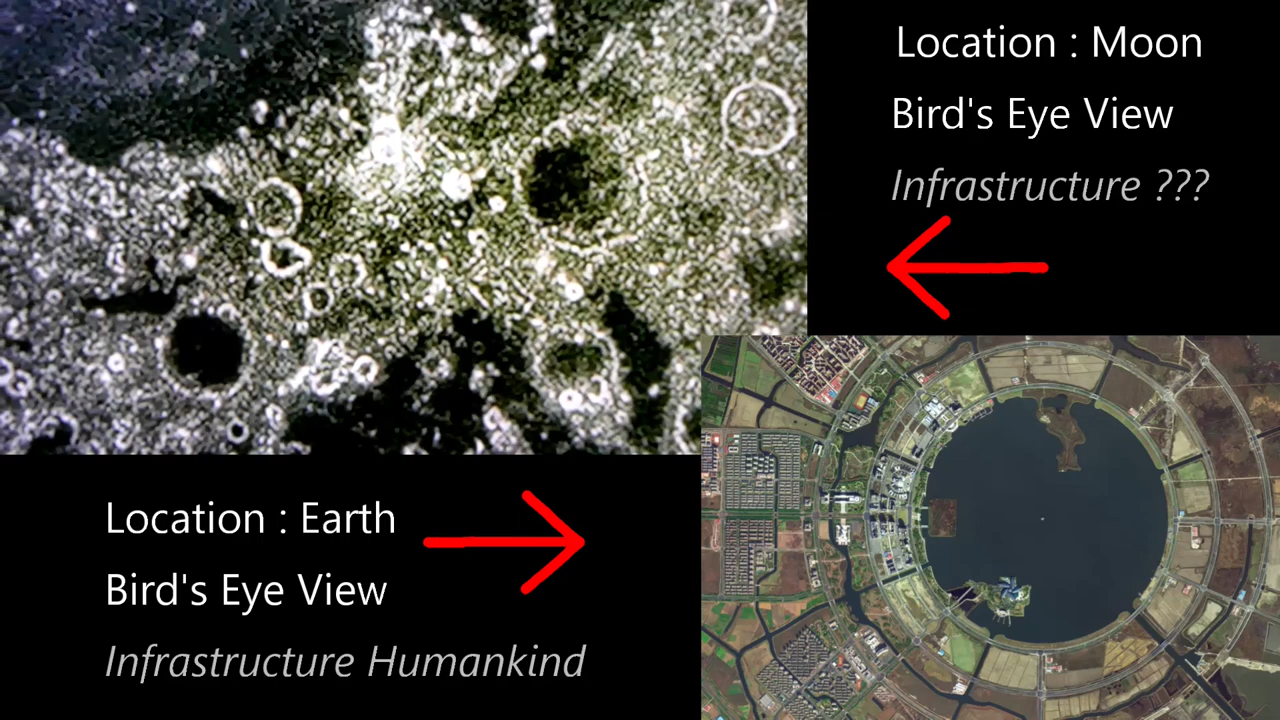 Location : Moon
Bird's Eye View
Infrastructure ???
Location : Earth
Bird's Eye View
Infrastructure Humankind